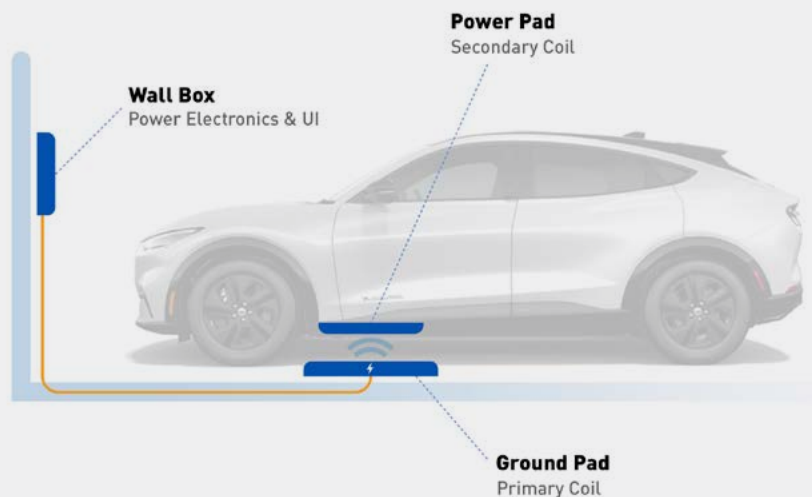 Power Pad
Secondary Coil
Wall Box
Power Electronics & UI
Ground Pad
Primary Coil